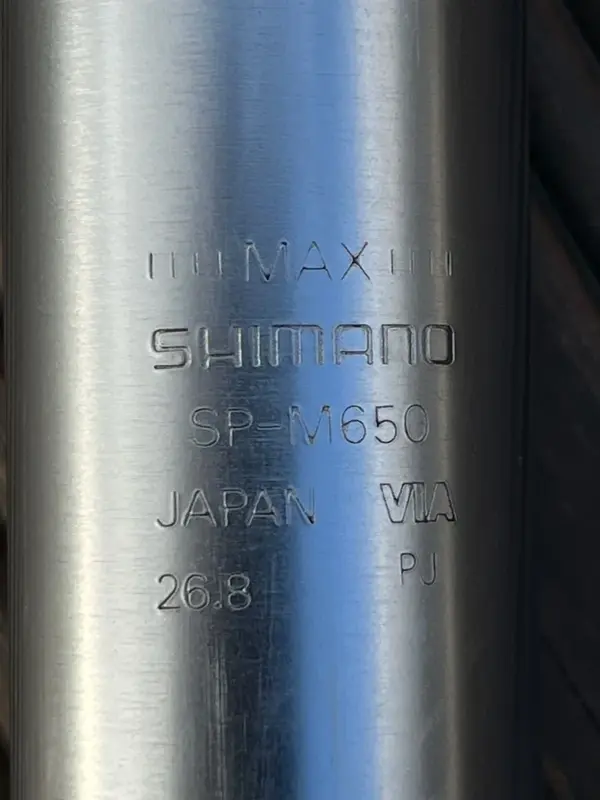 MAX
SHIMANO
SP-M650
JAPAN VIA
PJ
26.8